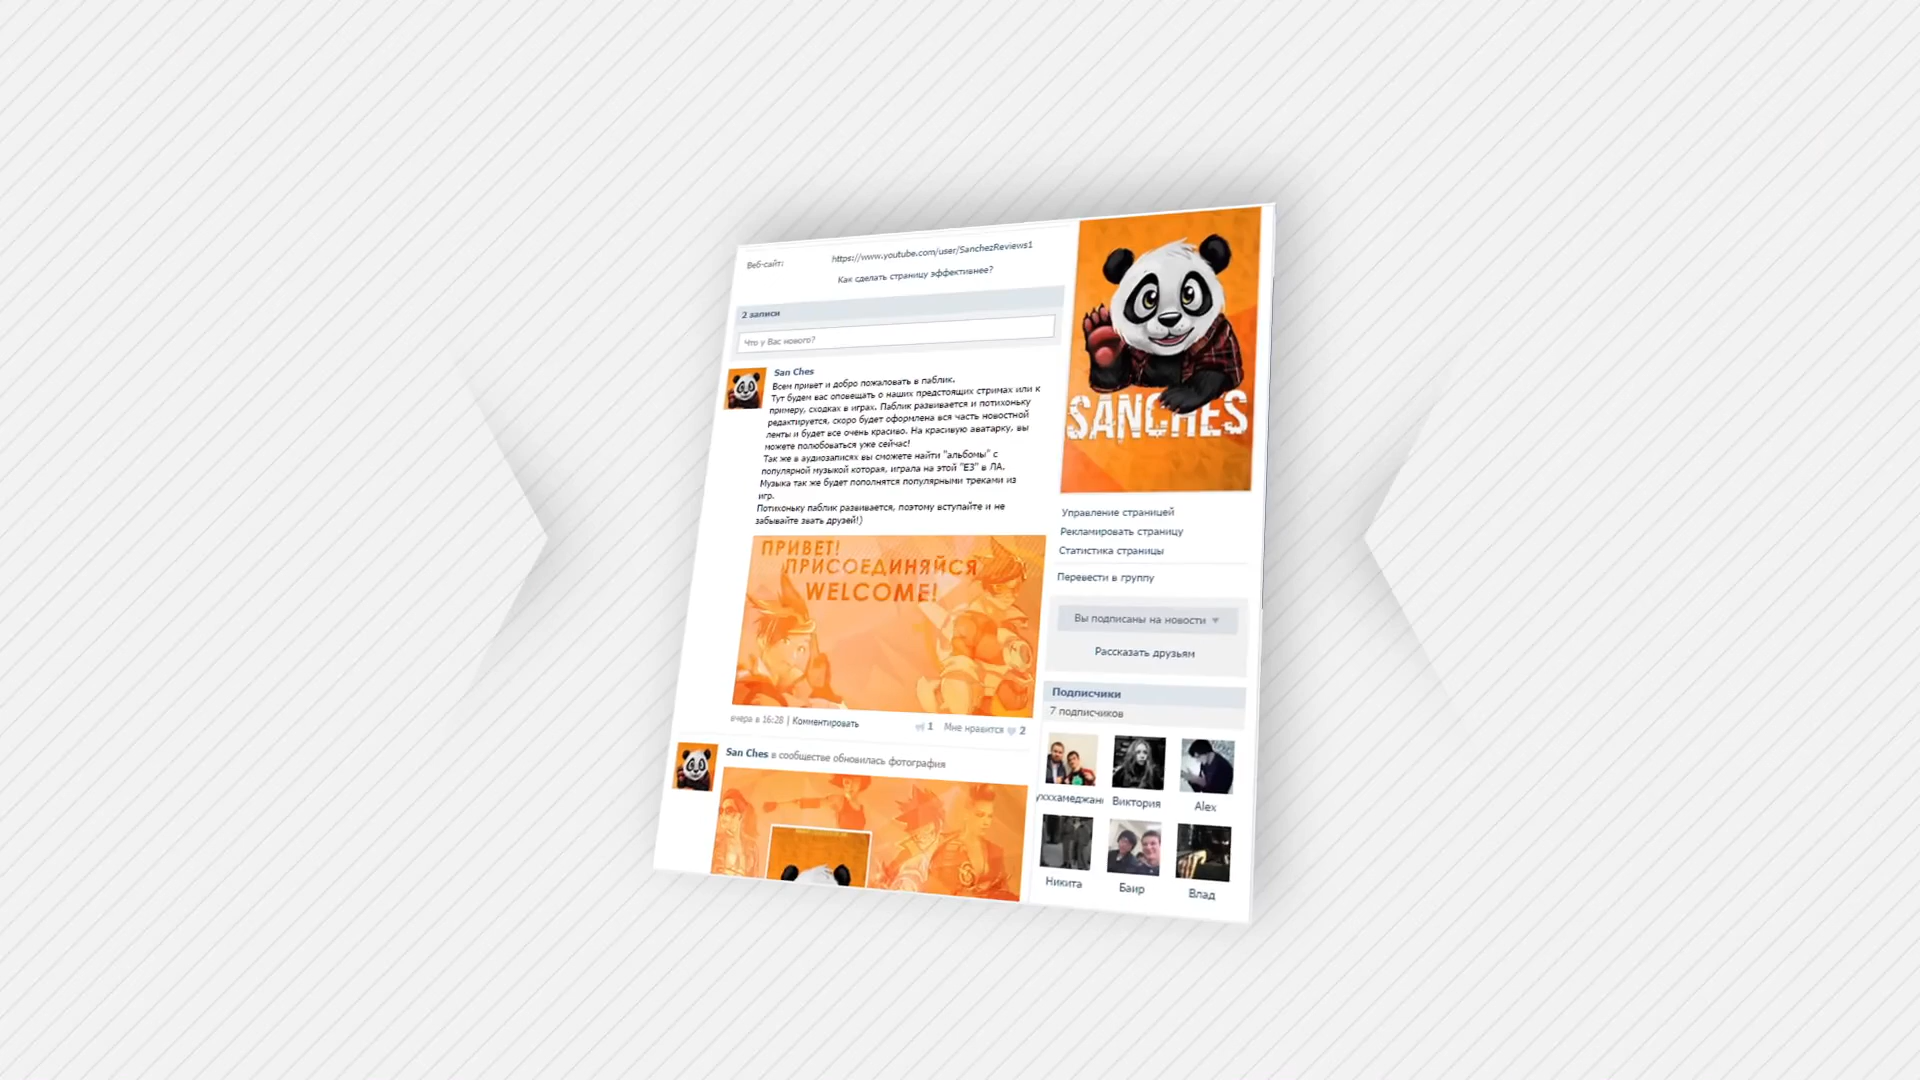 Веб-сайт: https://www.youtube.com/user/SanchezReviews1
Как сделать страницу эффективнее?
2 записи
Что у Вас нового?
San Ches
Всем привет и добро пожаловать в паблик.
Тут будем вас оповещать о наших предстоящих стримах или к
примеру, сходках в играх. Паблик развивается и потихоньку
редактируется, скоро будет оформлена вся часть новостной
ленты и будет все очень красиво. На красивую аватарку, вы
можете полюбоваться уже сейчас!
Так же в аудиозаписях вы сможете найти "альбомы" с
популярной музыкой которая, играла на этой "E3" в ЛА.
Музыка так же будет пополнятся популярными треками из
игр.
Потихоньку паблик развивается, поэтому вступайте и не
забывайте звать друзей!)
ПРИВЕТ!
ПРИСОЕДИНЯЙСЯ
WELCOME!
вчера в 16:28 | Комментировать 1 Мне нравится 2
San Ches в сообществе обновилась фотография
SANCHES
Управление страницей
Рекламировать страницу
Статистика страницы
Перевести в группу
Вы подписаны на новости
Рассказать друзьям
Подписчики
7 подписчиков
Виктория Alex
Никита Баир Влад